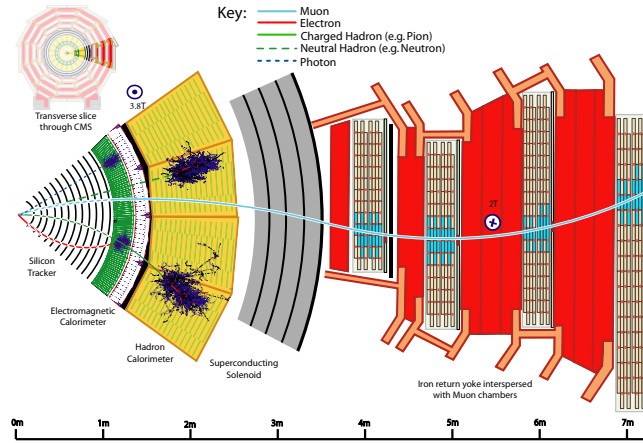 Key:
Muon
Electron
Charged Hadron (e.g. Pion)
Neutral Hadron (e.g. Neutron)
Photon
Transverse slice
through CMS
3.8T
2T
Silicon
Tracker
Electromagnetic
Calorimeter
Hadron
Calorimeter
Superconducting
Solenoid
Iron return yoke interspersed
with Muon chambers
0m 1m 2m 3m 4m 5m 6m 7m